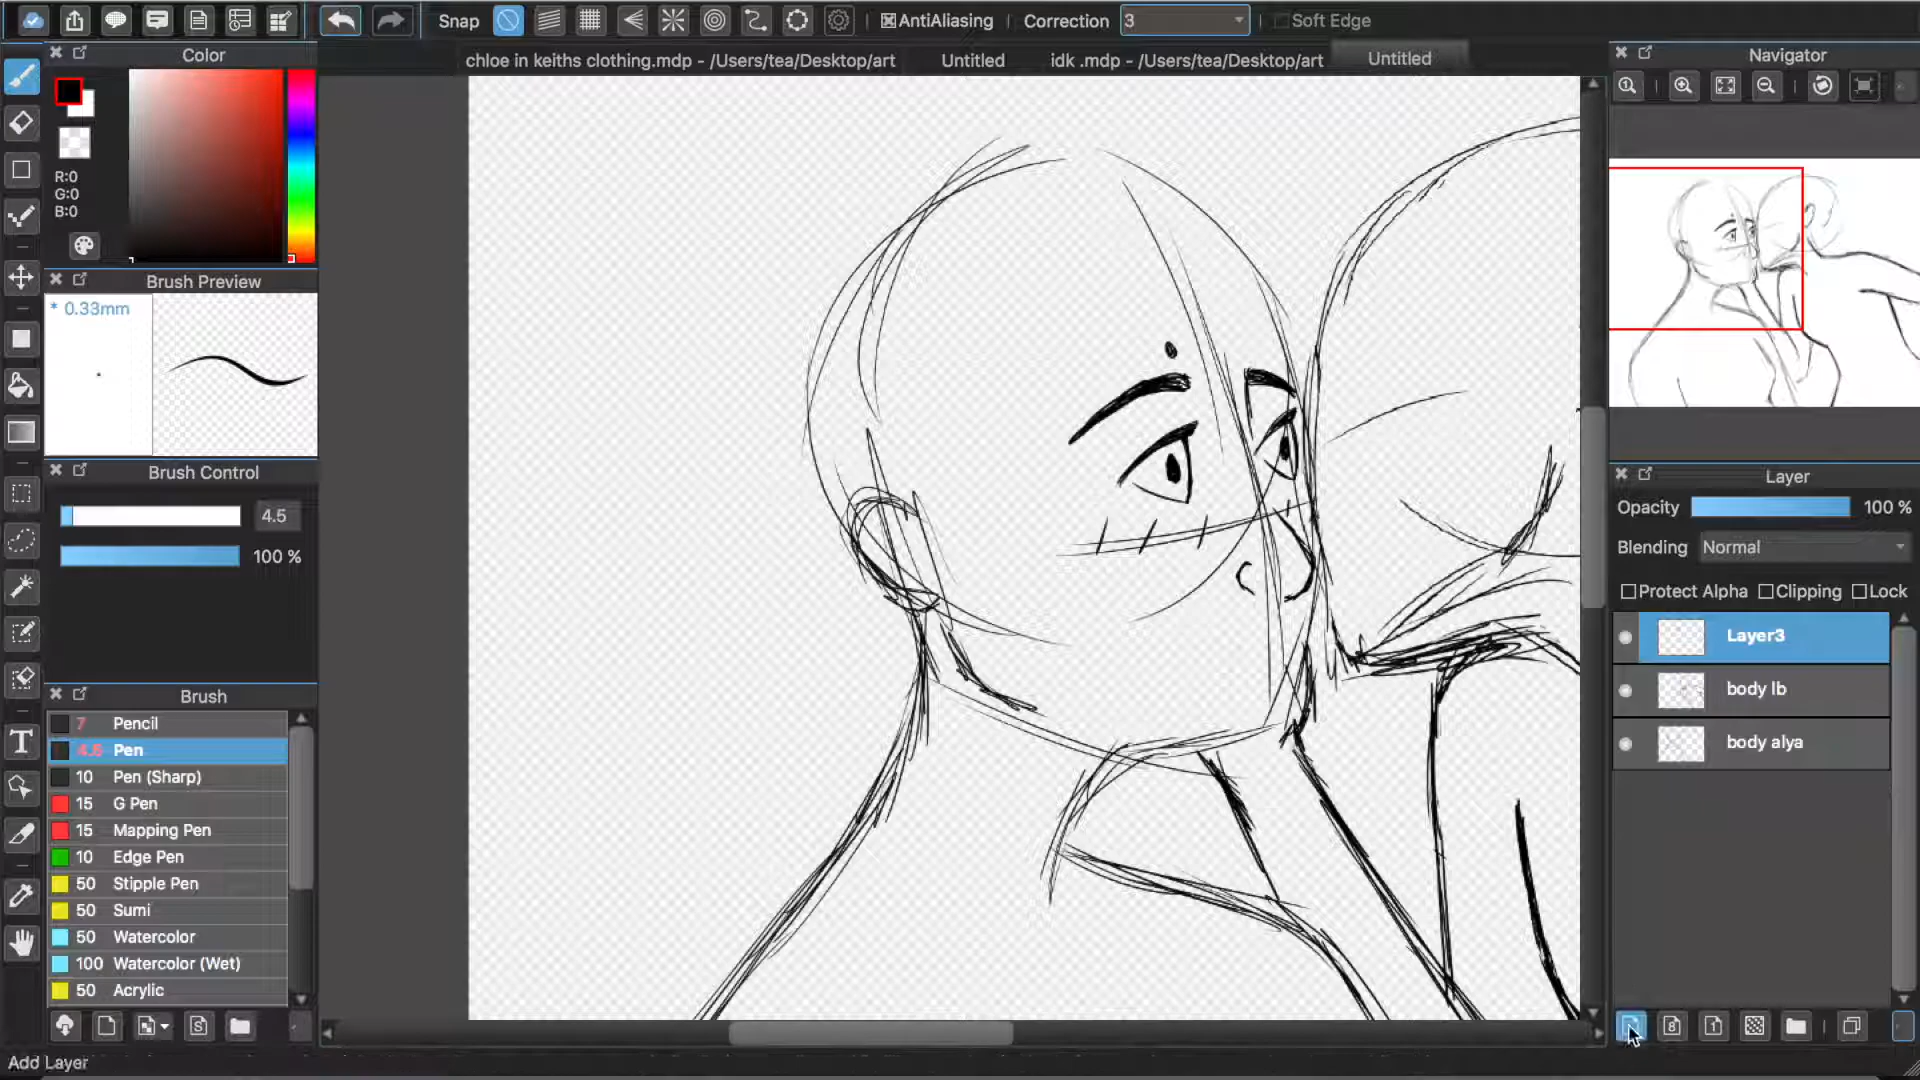 Snap
AntiAliasing
Correction
3
Soft Edge
Color
chloe in keiths clothing.mdp - /Users/tea/Desktop/art
Untitled
idk .mdp - /Users/tea/Desktop/art
Untitled
Navigator
R:0
G:0
B:0
Brush Preview
* 0.33mm
Brush Control
4.5
100 %
Layer
Opacity
100 %
Blending
Normal
Protect Alpha
Clipping
Lock
Layer3
body lb
body alya
Brush
7 Pencil
4.5 Pen
10 Pen (Sharp)
15 G Pen
15 Mapping Pen
10 Edge Pen
50 Stipple Pen
50 Sumi
50 Watercolor
100 Watercolor (Wet)
50 Acrylic
T
S
8
1
Add Layer